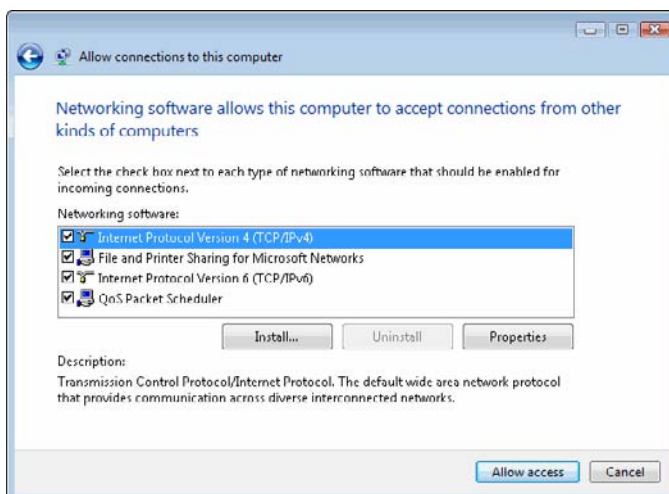 Allow connections to this computer
Networking software allows this computer to accept connections from other
kinds of computers
Select the check box next to each type of networking software that should be enabled for
incoming connections.
Networking software:
Internet Protocol Version 4 (TCP/IPv4)
File and Printer Sharing for Microsoft Networks
Internet Protocol Version 6 (TCP/IPv6)
QoS Packet Scheduler
Install... Uninstall Properties
Description:
Transmission Control Protocol/Internet Protocol. The default wide area network protocol
that provides communication across diverse interconnected networks.
Allow access Cancel